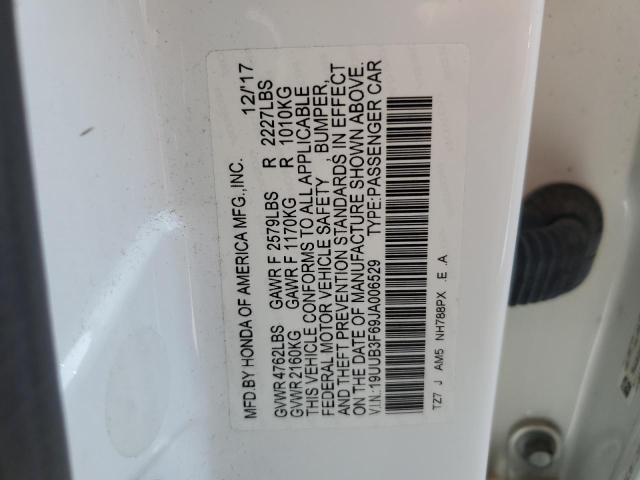 MFD.BY HONDA OF AMERICA MFG.,INC. 12/17
GVWR 4762LBS GAWR F 2579LBS R 2227LBS
GVWR 2160KG GAWR F 1170KG R 1010KG
THIS VEHICLE CONFORMS TO ALL APPLICABLE
FEDERAL MOTOR VEHICLE SAFETY , BUMPER,
AND THEFT PREVENTION STANDARDS IN EFFECT
ON THE DATE OF MANUFACTURE SHOWN ABOVE.
V.I.N.:19UUB3F69JA006529 TYPE:PASSENGER CAR
TZ7 J AM5 NH788PX .E .A